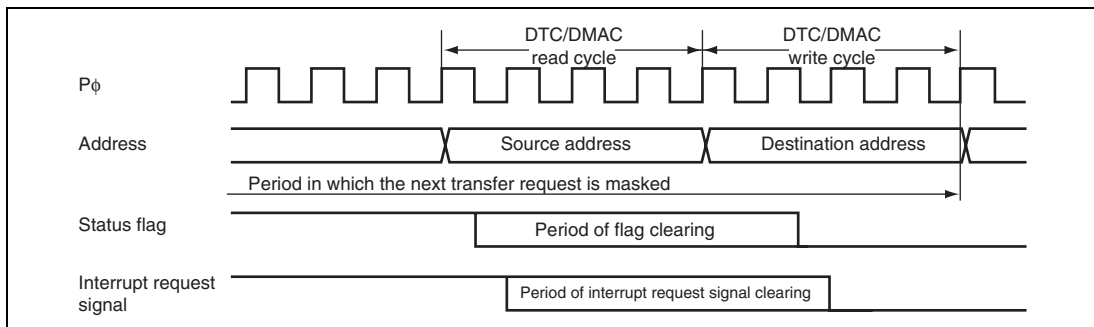 DTC/DMAC
read cycle
DTC/DMAC
write cycle
Pϕ
Address
Source address
Destination address
Period in which the next transfer request is masked
Status flag
Period of flag clearing
Interrupt request
signal
Period of interrupt request signal clearing